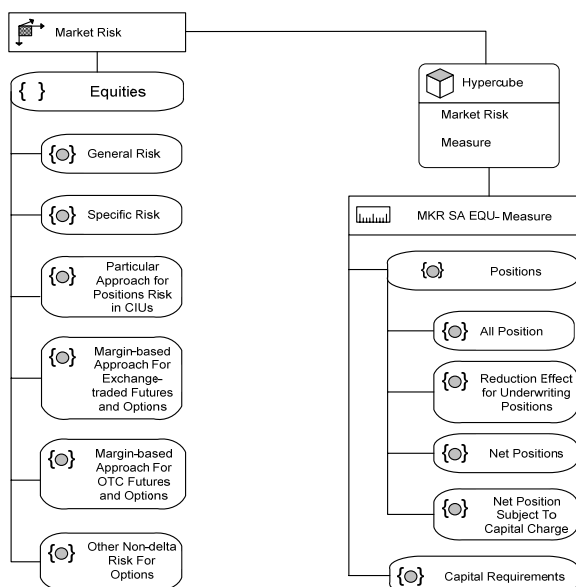 Market Risk
{ } Equities
{ } General Risk
{ } Specific Risk
{ } Particular
Approach for
Positions Risk
in CIUs
{ } Margin-based
Approach For
Exchange-
traded Futures
and Options
{ } Margin-based
Approach For
OTC Futures
and Options
{ } Other Non-delta
Risk For
Options
Hypercube
Market Risk
Measure
MKR SA EQU- Measure
{ } Positions
{ } All Position
{ } Reduction Effect
for Underwriting
Positions
{ } Net Positions
{ } Net Position
Subject To
Capital Charge
{ } Capital Requirements